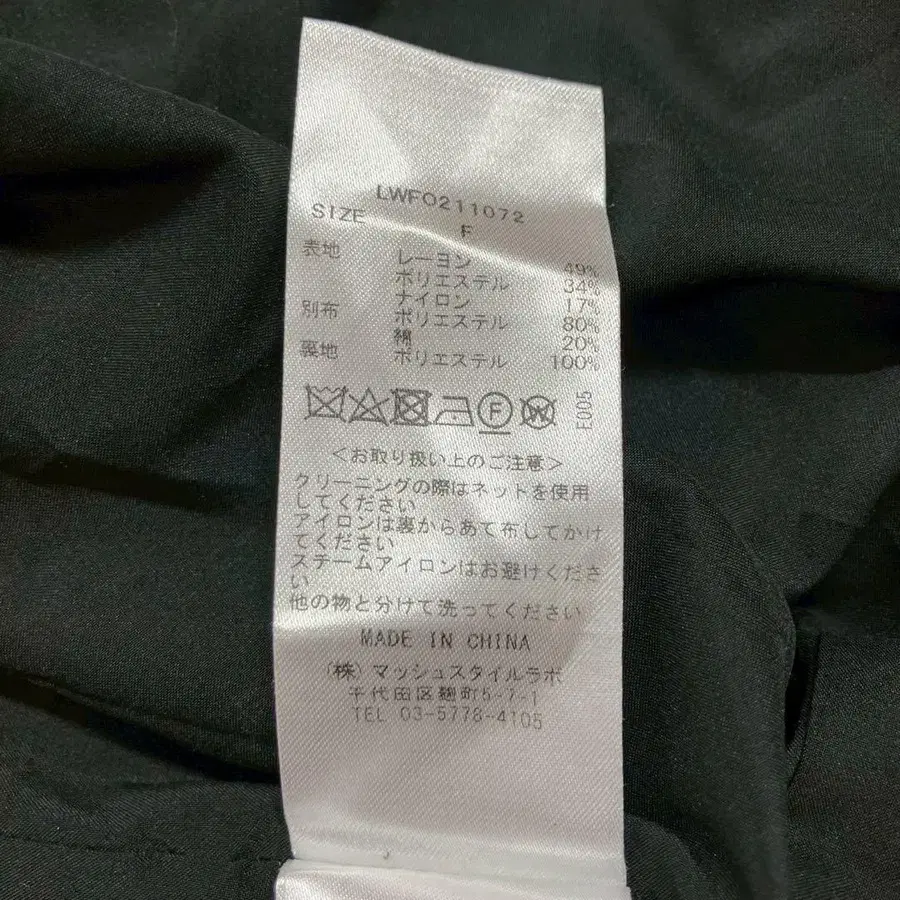 LWFO211072
SIZE F
表地 レーヨン 49%
ポリエステル 34%
ナイロン 17%
別布 ポリエステル 80%
綿 20%
裏地 ポリエステル 100%
F W E005
<お取り扱い上のご注意>
クリーニングの際はネットを使用
してください
アイロンは裏からあて布してかけ
てください
スチームアイロンはお避けくださ
い
他の物と分けて洗ってください
MADE IN CHINA
(株)マッシュスタイルラボ
千代田区麹町5-7-1
TEL 03-5778-4105